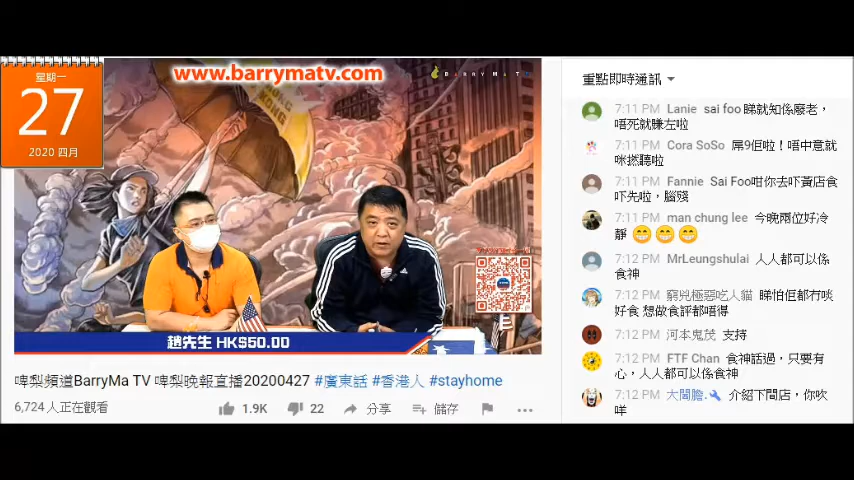 www.barrymatv.com
BARRY MA TV
星期一
27
2020 四月
趙先生 HK$50.00
啤梨頻道BarryMa TV 啤梨晚報直播20200427 #廣東話 #香港人 #stayhome
6,724 人正在觀看
1.9K
22
分享
儲存
重點即時通訊
7:11 PM Lanie sai foo 睇就知係廢老，
唔死就賺左啦
7:11 PM Cora SoSo 屌9佢啦！唔中意就
咪撚聽啦
7:11 PM Fannie Sai Foo咁你去吓黃店食
吓先啦，腦殘
7:11 PM man chung lee 今晚兩位好冷
靜 😁😁😁
7:12 PM MrLeungshulai 人人都可以係
食神
7:12 PM 窮兇極惡吃人貓 睇怕佢都冇啖
好食 想做食評都唔得
7:12 PM 河本鬼茂 支持
7:12 PM FTF Chan 食神話過，只要有
心，人人都可以係食神
7:12 PM 大閪膽. 介紹下間店，你吹
咩